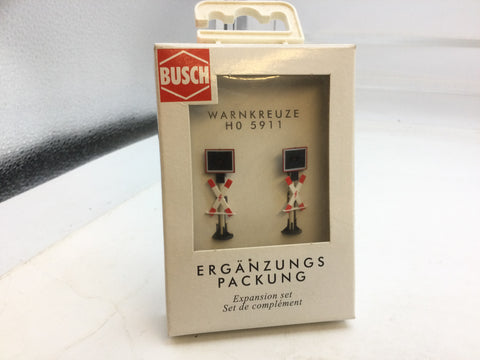 BUSCH
WARNKREUZE
H0 5911
ERGÄNZUNGS
PACKUNG
Expansion set
Set de complément